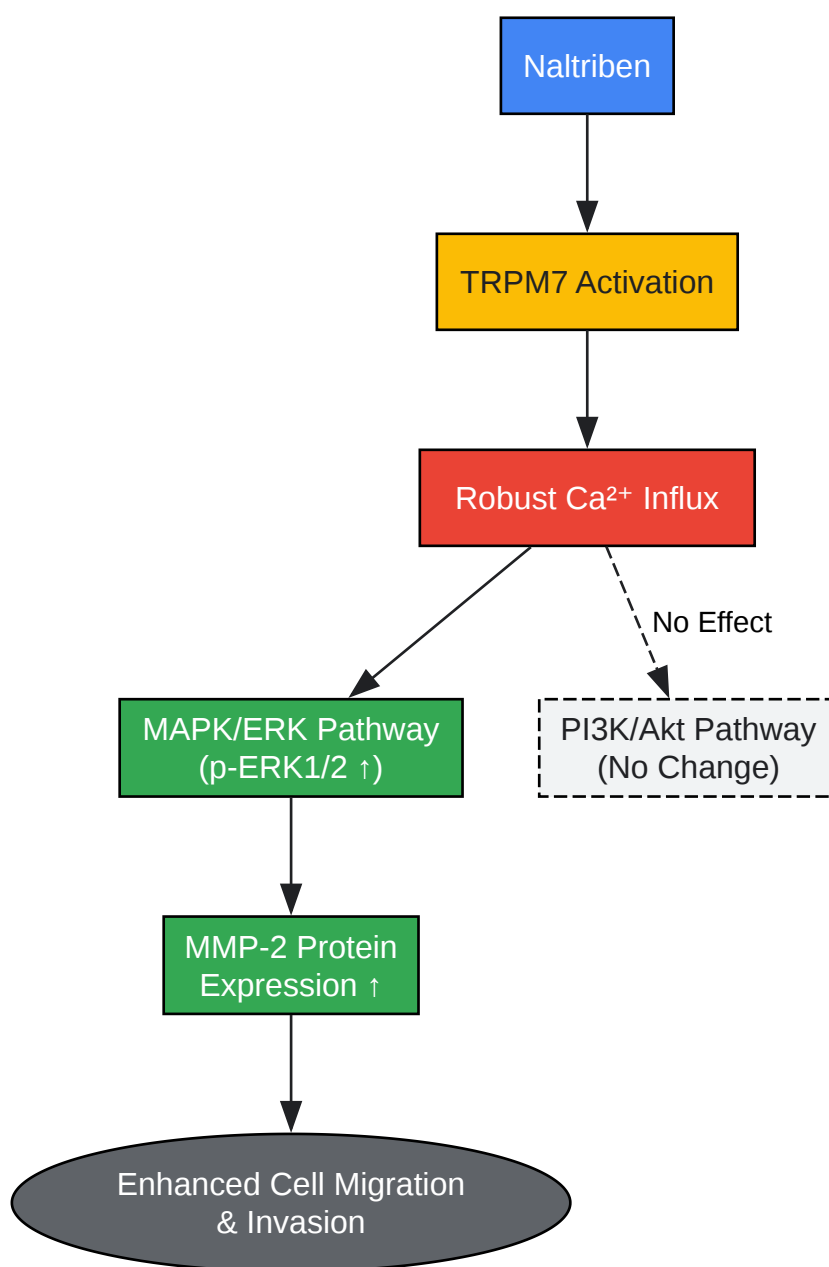 Naltriben
TRPM7 Activation
Robust Ca²⁺ Influx
No Effect
MAPK/ERK Pathway
(p-ERK1/2 ↑)
PI3K/Akt Pathway
(No Change)
MMP-2 Protein
Expression ↑
Enhanced Cell Migration
& Invasion